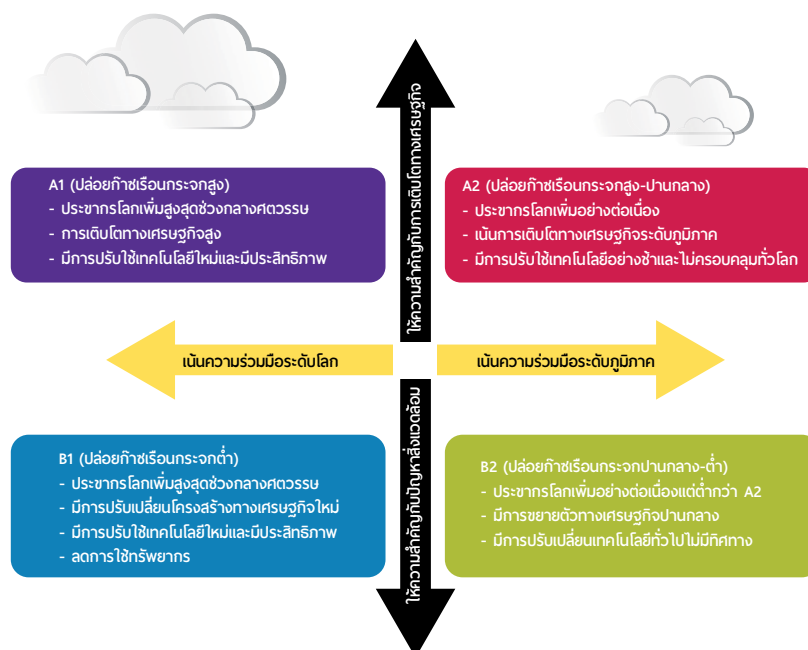 ให้ความสำคัญกับการเติบโตทางเศรษฐกิจ
A1 (ปล่อยก๊าซเรือนกระจกสูง)
- ประชากรโลกเพิ่มสูงสุดช่วงกลางศตวรรษ
- การเติบโตทางเศรษฐกิจสูง
- มีการปรับใช้เทคโนโลยีใหม่และมีประสิทธิภาพ
A2 (ปล่อยก๊าซเรือนกระจกสูง-ปานกลาง)
- ประชากรโลกเพิ่มอย่างต่อเนื่อง
- เน้นการเติบโตทางเศรษฐกิจระดับภูมิภาค
- มีการปรับใช้เทคโนโลยีอย่างช้าและไม่ครอบคลุมทั่วโลก
เน้นความร่วมมือระดับโลก
เน้นความร่วมมือระดับภูมิภาค
ให้ความสำคัญกับปัญหาสิ่งแวดล้อม
B1 (ปล่อยก๊าซเรือนกระจกต่ำ)
- ประชากรโลกเพิ่มสูงสุดช่วงกลางศตวรรษ
- มีการปรับเปลี่ยนโครงสร้างทางเศรษฐกิจใหม่
- มีการปรับใช้เทคโนโลยีใหม่และมีประสิทธิภาพ
- ลดการใช้ทรัพยากร
B2 (ปล่อยก๊าซเรือนกระจกปานกลาง-ต่ำ)
- ประชากรโลกเพิ่มอย่างต่อเนื่องแต่ต่ำกว่า A2
- มีการขยายตัวทางเศรษฐกิจปานกลาง
- มีการปรับเปลี่ยนเทคโนโลยีทั่วไปไม่มีทิศทาง